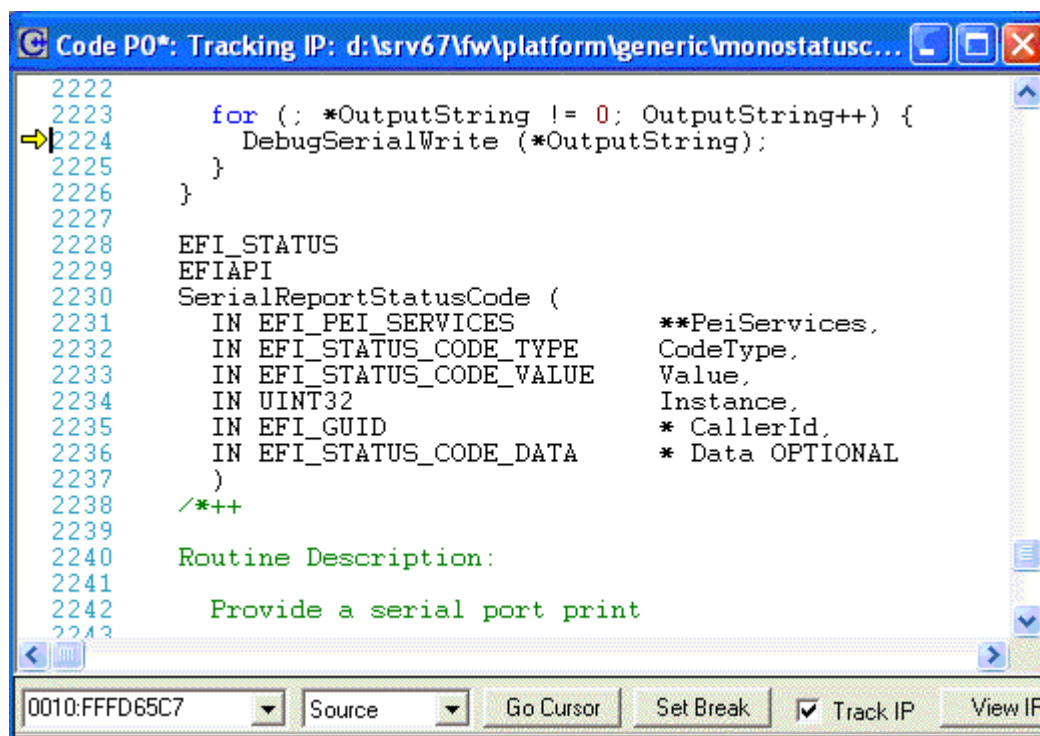 Code P0*: Tracking IP: d:\srv67\fw\platform\generic\monostatusc...
2222
2223 for (; *OutputString != 0; OutputString++) {
2224 DebugSerialWrite (*OutputString);
2225 }
2226 }
2227
2228 EFI_STATUS
2229 EFIAPI
2230 SerialReportStatusCode (
2231 IN EFI_PEI_SERVICES **PeiServices,
2232 IN EFI_STATUS_CODE_TYPE CodeType,
2233 IN EFI_STATUS_CODE_VALUE Value,
2234 IN UINT32 Instance,
2235 IN EFI_GUID * CallerId,
2236 IN EFI_STATUS_CODE_DATA * Data OPTIONAL
2237 )
2238 /*++
2239
2240 Routine Description:
2241
2242 Provide a serial port print
2243
0010:FFFD65C7 Source Go Cursor Set Break Track IP View IP